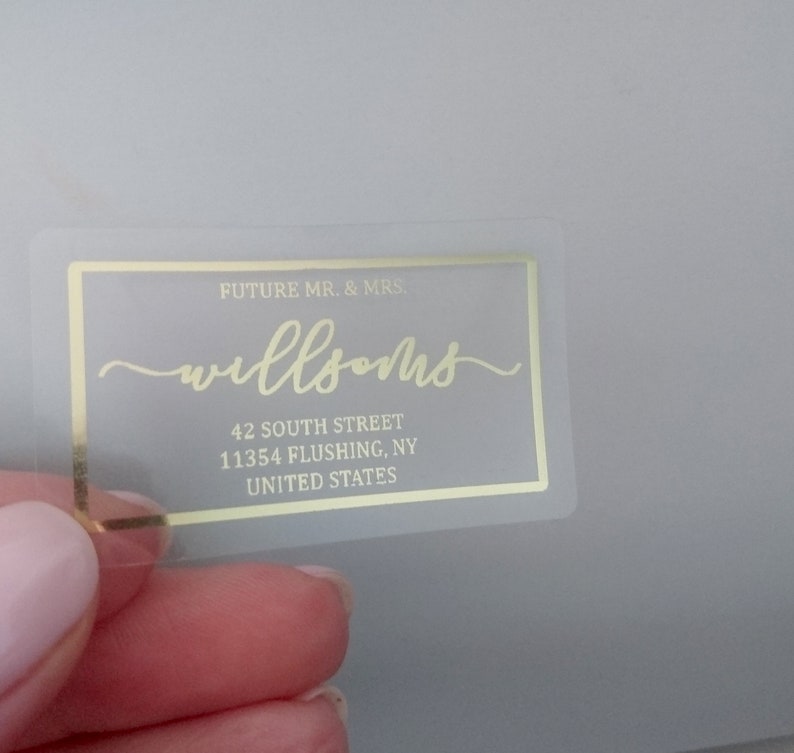 FUTURE MR. & MRS.
willsoms
42 SOUTH STREET
11354 FLUSHING, NY
UNITED STATES